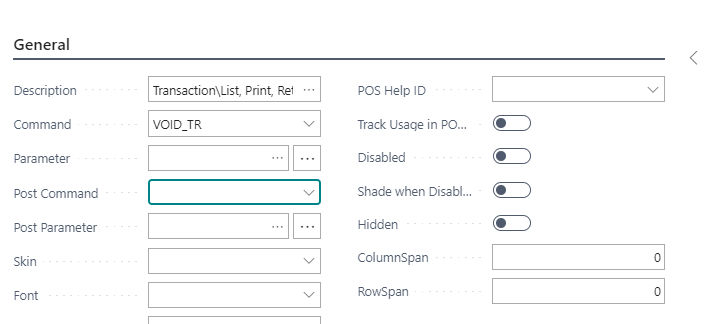 General
Description
Transaction\List, Print, Ret
Command
VOID_TR
Parameter
Post Command
Post Parameter
Skin
Font
POS Help ID
Track Usage in PO...
Disabled
Shade when Disabl...
Hidden
ColumnSpan
0
RowSpan
0